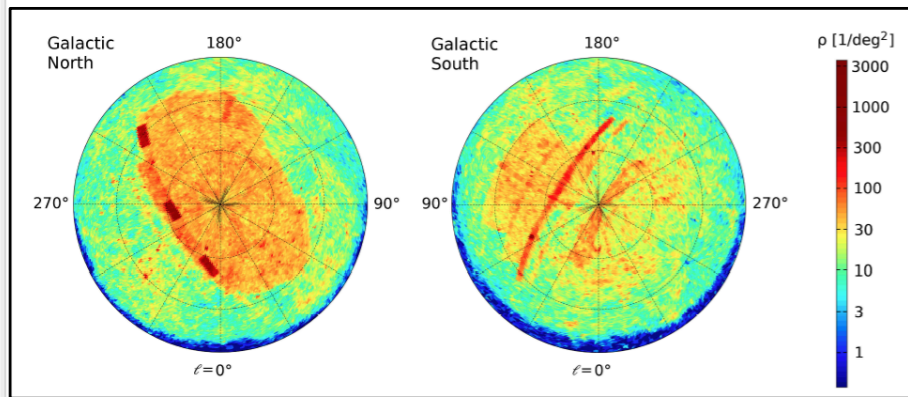 Galactic
North
180°
270°
90°
ℓ=0°
Galactic
South
180°
90°
270°
ℓ=0°
ρ [1/deg²]
3000
1000
300
100
30
10
3
1